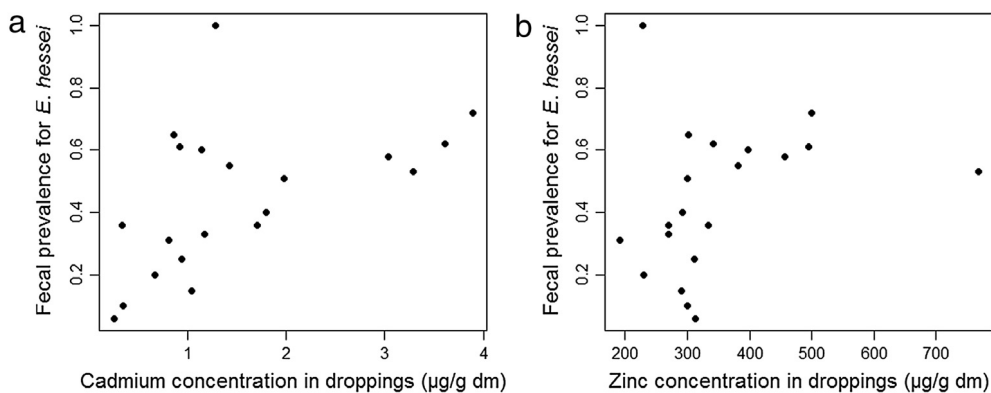 a
Fecal prevalence for E. hessei
1.0
0.8
0.6
0.4
0.2
1 2 3 4
Cadmium concentration in droppings (µg/g dm)
b
Fecal prevalence for E. hessei
1.0
0.8
0.6
0.4
0.2
200 300 400 500 600 700
Zinc concentration in droppings (µg/g dm)